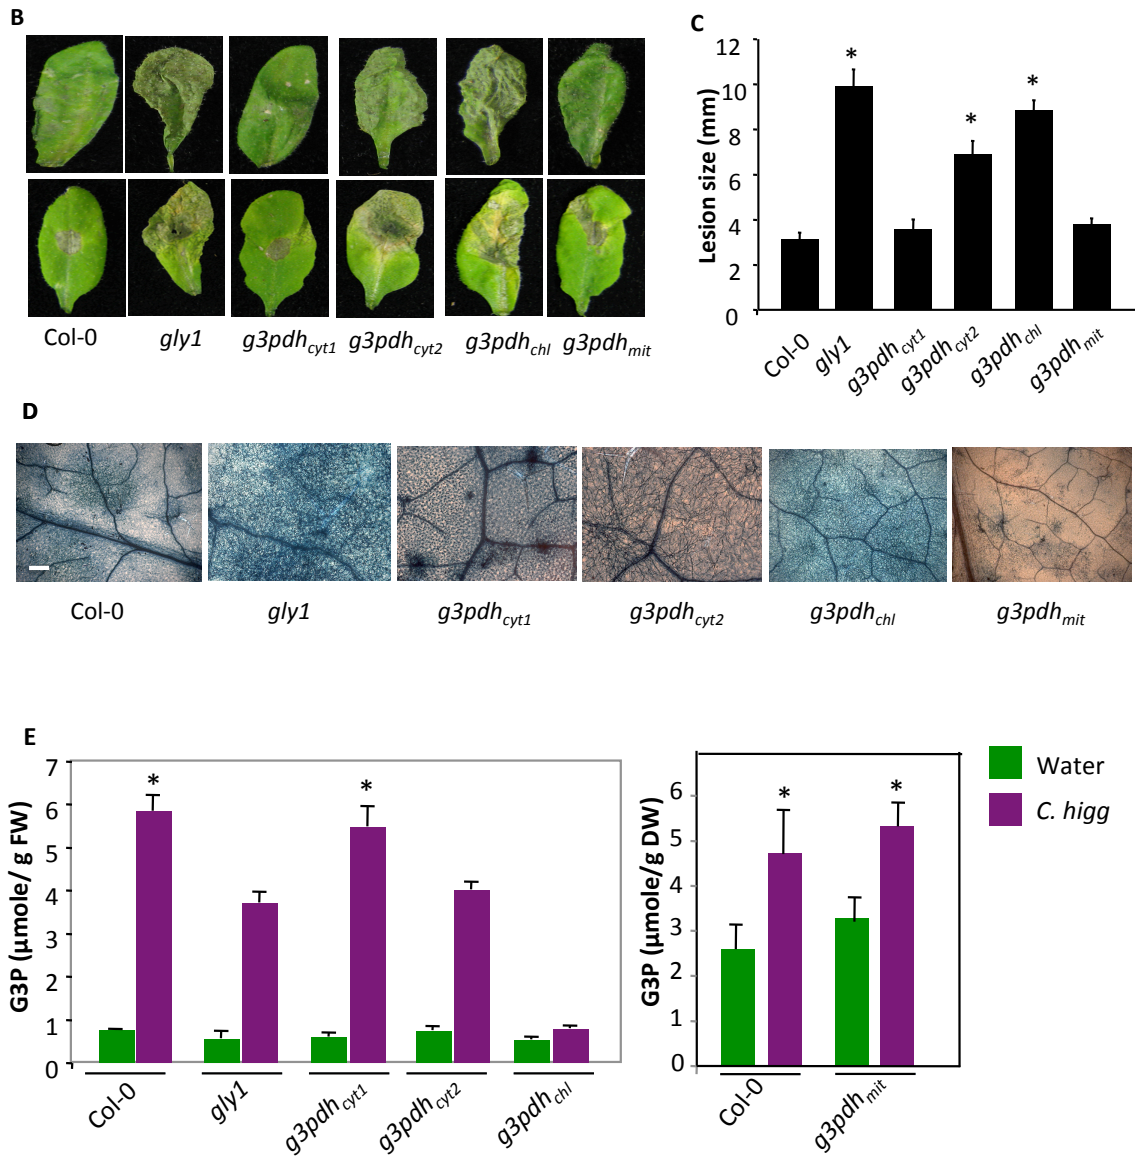 B
Col-0 gly1 g3pdhcyt1 g3pdhcyt2 g3pdhchl g3pdhmit
C
Lesion size (mm)
12
10
8
6
4
2
0
* * *
Col-0 gly1 g3pdhcyt1 g3pdhcyt2 g3pdhchl g3pdhmit
D
Col-0 gly1 g3pdhcyt1 g3pdhcyt2 g3pdhchl g3pdhmit
E
G3P (µmole/ g FW)
7
6
5
4
3
2
1
0
* *
Col-0 gly1 g3pdhcyt1 g3pdhcyt2 g3pdhchl
G3P (µmole/g DW)
6
5
4
3
2
1
0
* *
Col-0 g3pdhmit
Water
C. higg